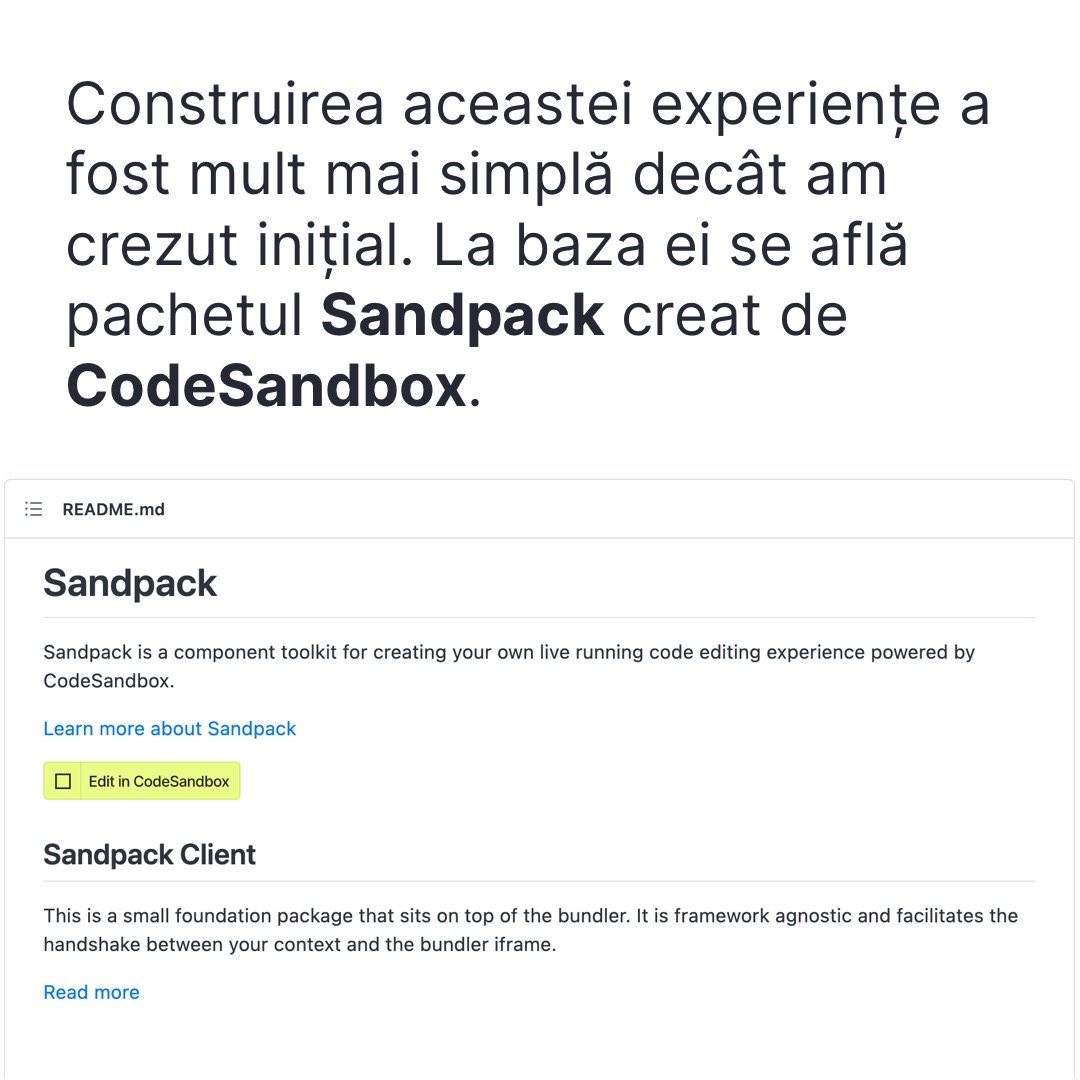 Construirea aceastei experiențe a
fost mult mai simplă decât am
crezut inițial. La baza ei se află
pachetul Sandpack creat de
CodeSandbox.
README.md
Sandpack
Sandpack is a component toolkit for creating your own live running code editing experience powered by
CodeSandbox.
Learn more about Sandpack
Edit in CodeSandbox
Sandpack Client
This is a small foundation package that sits on top of the bundler. It is framework agnostic and facilitates the
handshake between your context and the bundler iframe.
Read more